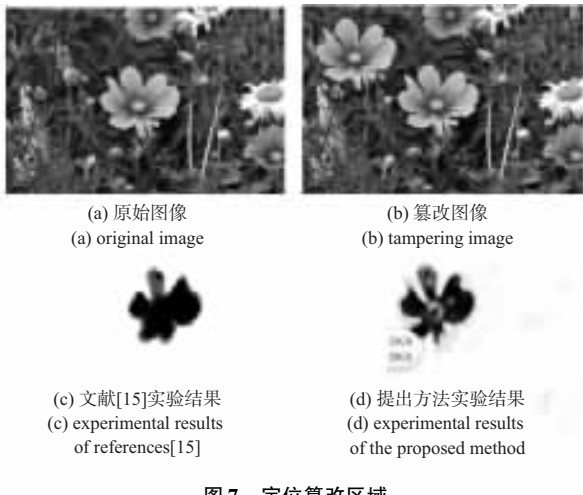 (a) 原始图像
(a) original image
(b) 篡改图像
(b) tampering image
(c) 文献[15]实验结果
(c) experimental results
of references[15]
(d) 提出方法实验结果
(d) experimental results
of the proposed method
图 7 定位篡改区域